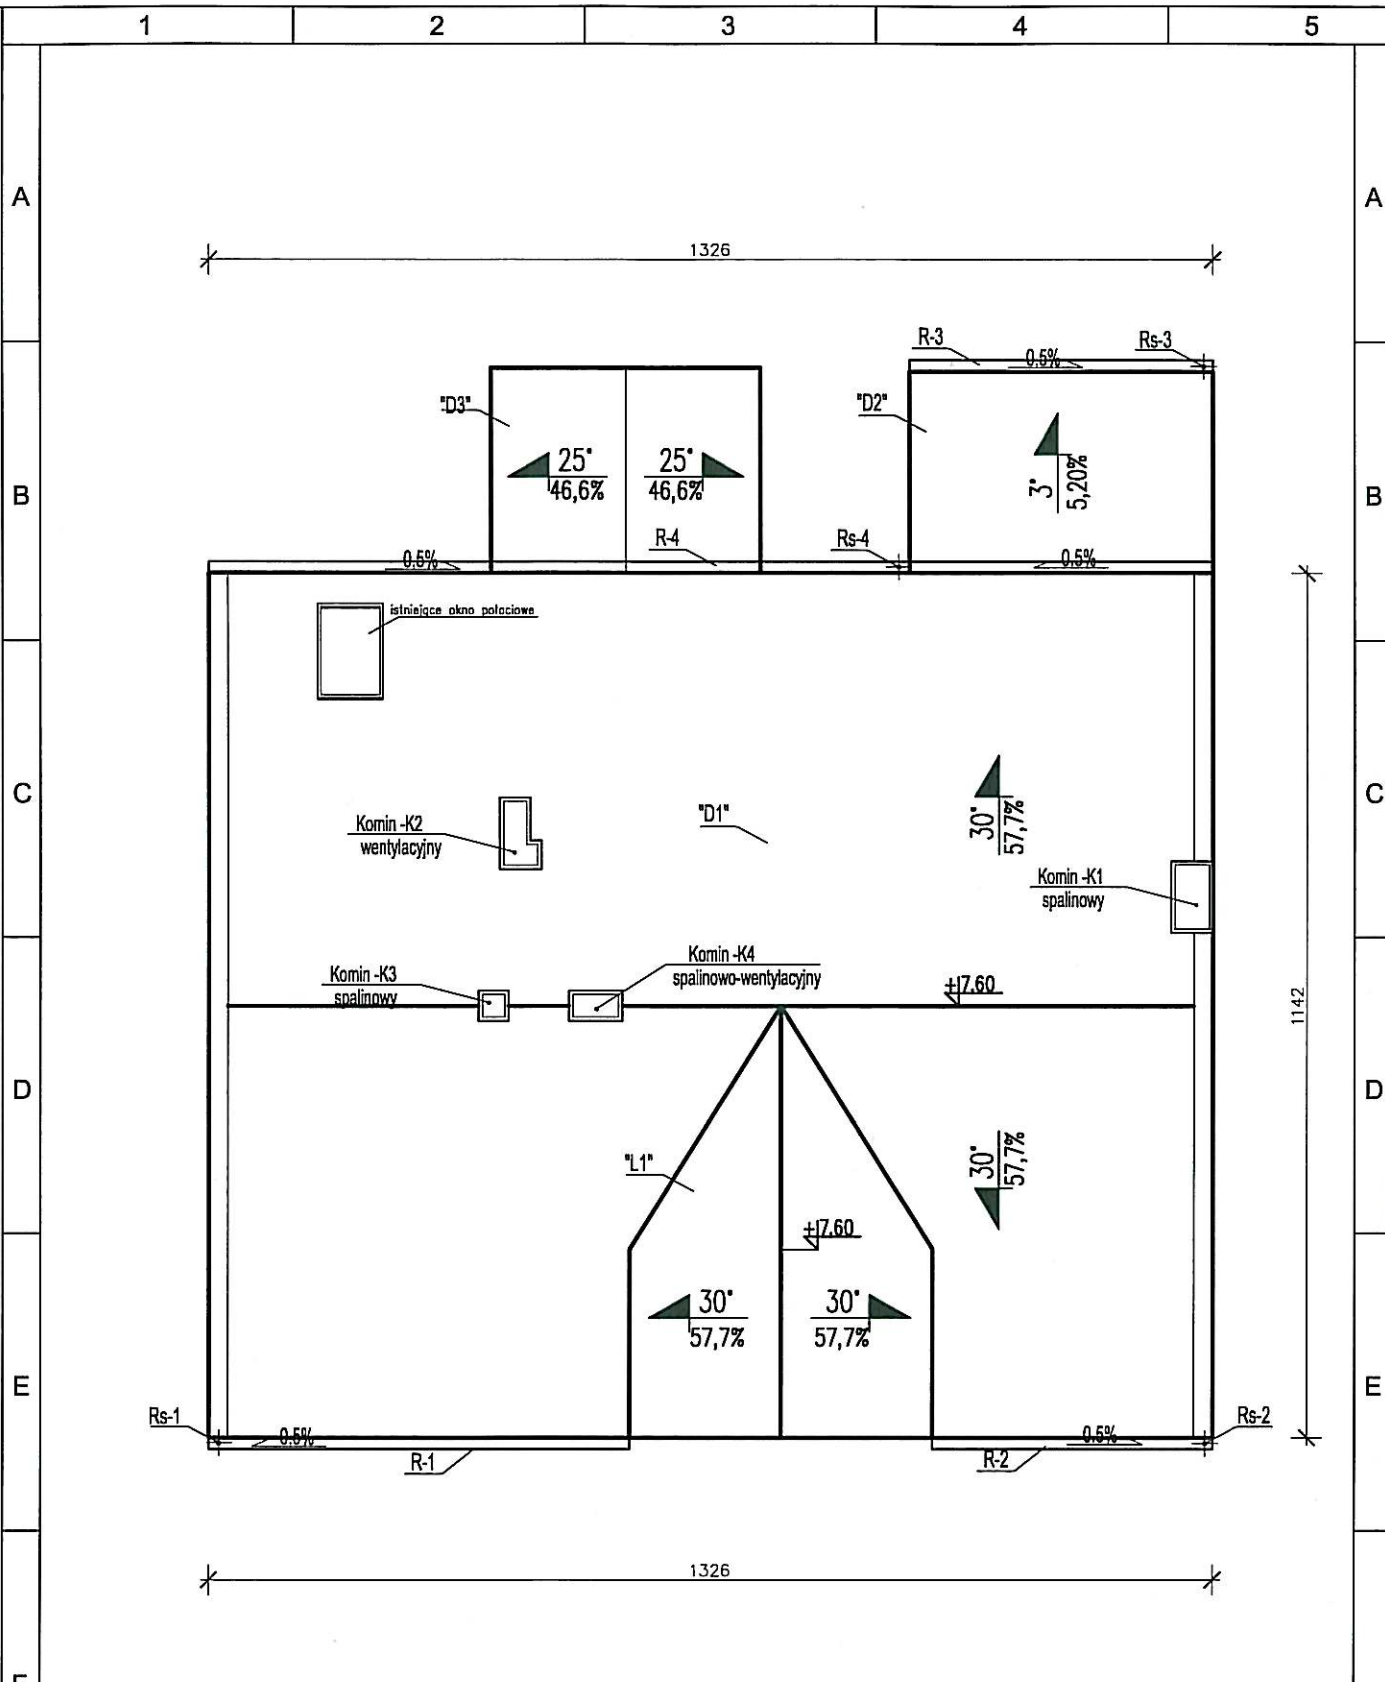 1 2 3 4 5
A A
1326
R-3 Rs-3
0.5%
"D3" "D2"
25° 25°
46,6% 46,6%
3°
5,20%
B B
R-4 Rs-4
0.5% 0.5%
istniejące okno połaciowe
C C
Komin -K2
wentylacyjny
"D1"
30°
57,7%
Komin -K1
spalinowy
Komin -K3
spalinowy
Komin -K4
spalinowo-wentylacyjny
+7.60
1142
D D
"L1"
30°
57,7%
+7.60
30° 30°
57,7% 57,7%
E E
Rs-1 Rs-2
0.5% 0.5%
R-1 R-2
1326